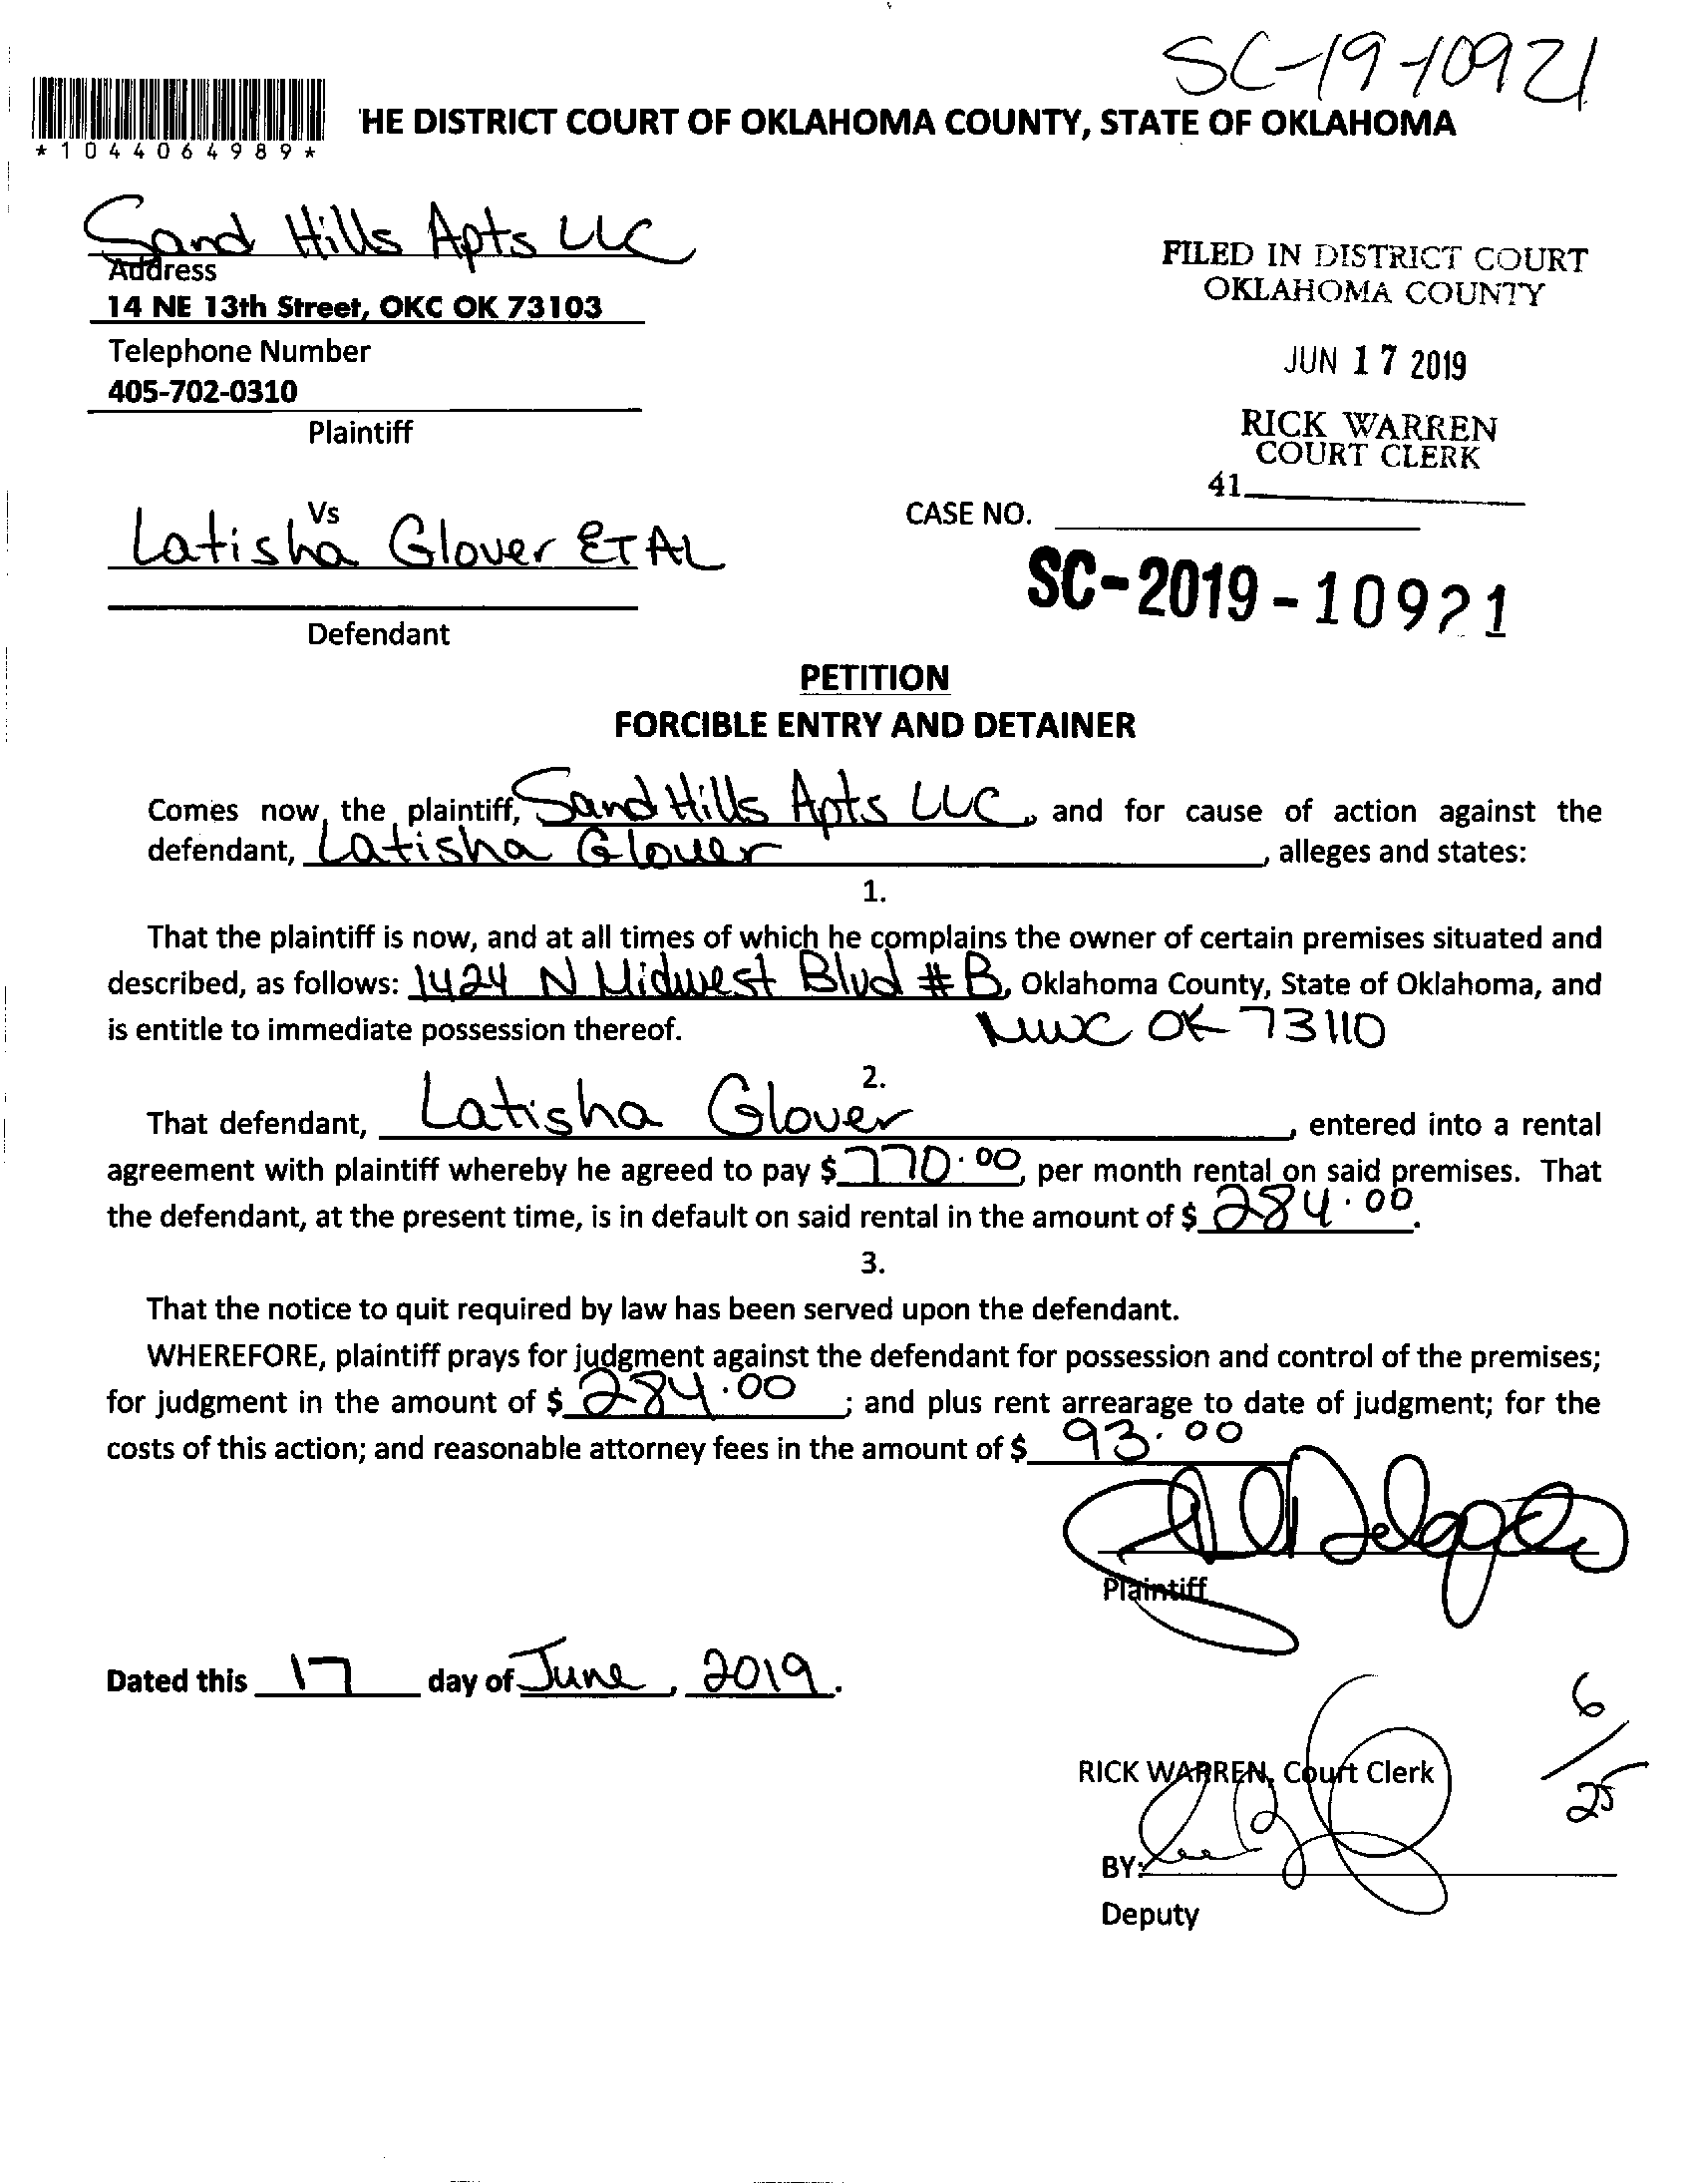 SC-19-10921
*1044064989*
'HE DISTRICT COURT OF OKLAHOMA COUNTY, STATE OF OKLAHOMA
Sand Hills Apts LLC
Address
14 NE 13th Street, OKC OK 73103
Telephone Number
405-702-0310
Plaintiff
FILED IN DISTRICT COURT
OKLAHOMA COUNTY
JUN 17 2019
RICK WARREN
COURT CLERK
41
Vs
Latisha Glover ET AL
Defendant
CASE NO.
SC-2019-10921
PETITION
FORCIBLE ENTRY AND DETAINER
Comes now the plaintiff, Sand Hills Apts LLC, and for cause of action against the
defendant, Latisha Glover, alleges and states:
1.
That the plaintiff is now, and at all times of which he complains the owner of certain premises situated and
described, as follows: 1424 N Midwest Blvd #B, Oklahoma County, State of Oklahoma, and
is entitle to immediate possession thereof. MWC OK 73110
2.
That defendant, Latisha Glover, entered into a rental
agreement with plaintiff whereby he agreed to pay $ 770.00, per month rental on said premises. That
the defendant, at the present time, is in default on said rental in the amount of $ 284.00.
3.
That the notice to quit required by law has been served upon the defendant.
WHEREFORE, plaintiff prays for judgment against the defendant for possession and control of the premises;
for judgment in the amount of $ 284.00; and plus rent arrearage to date of judgment; for the
costs of this action; and reasonable attorney fees in the amount of $ 93.00
Delgado
Plaintiff
Dated this 17 day of June, 2019.
6/25
RICK WARREN, Court Clerk
BY:
Deputy